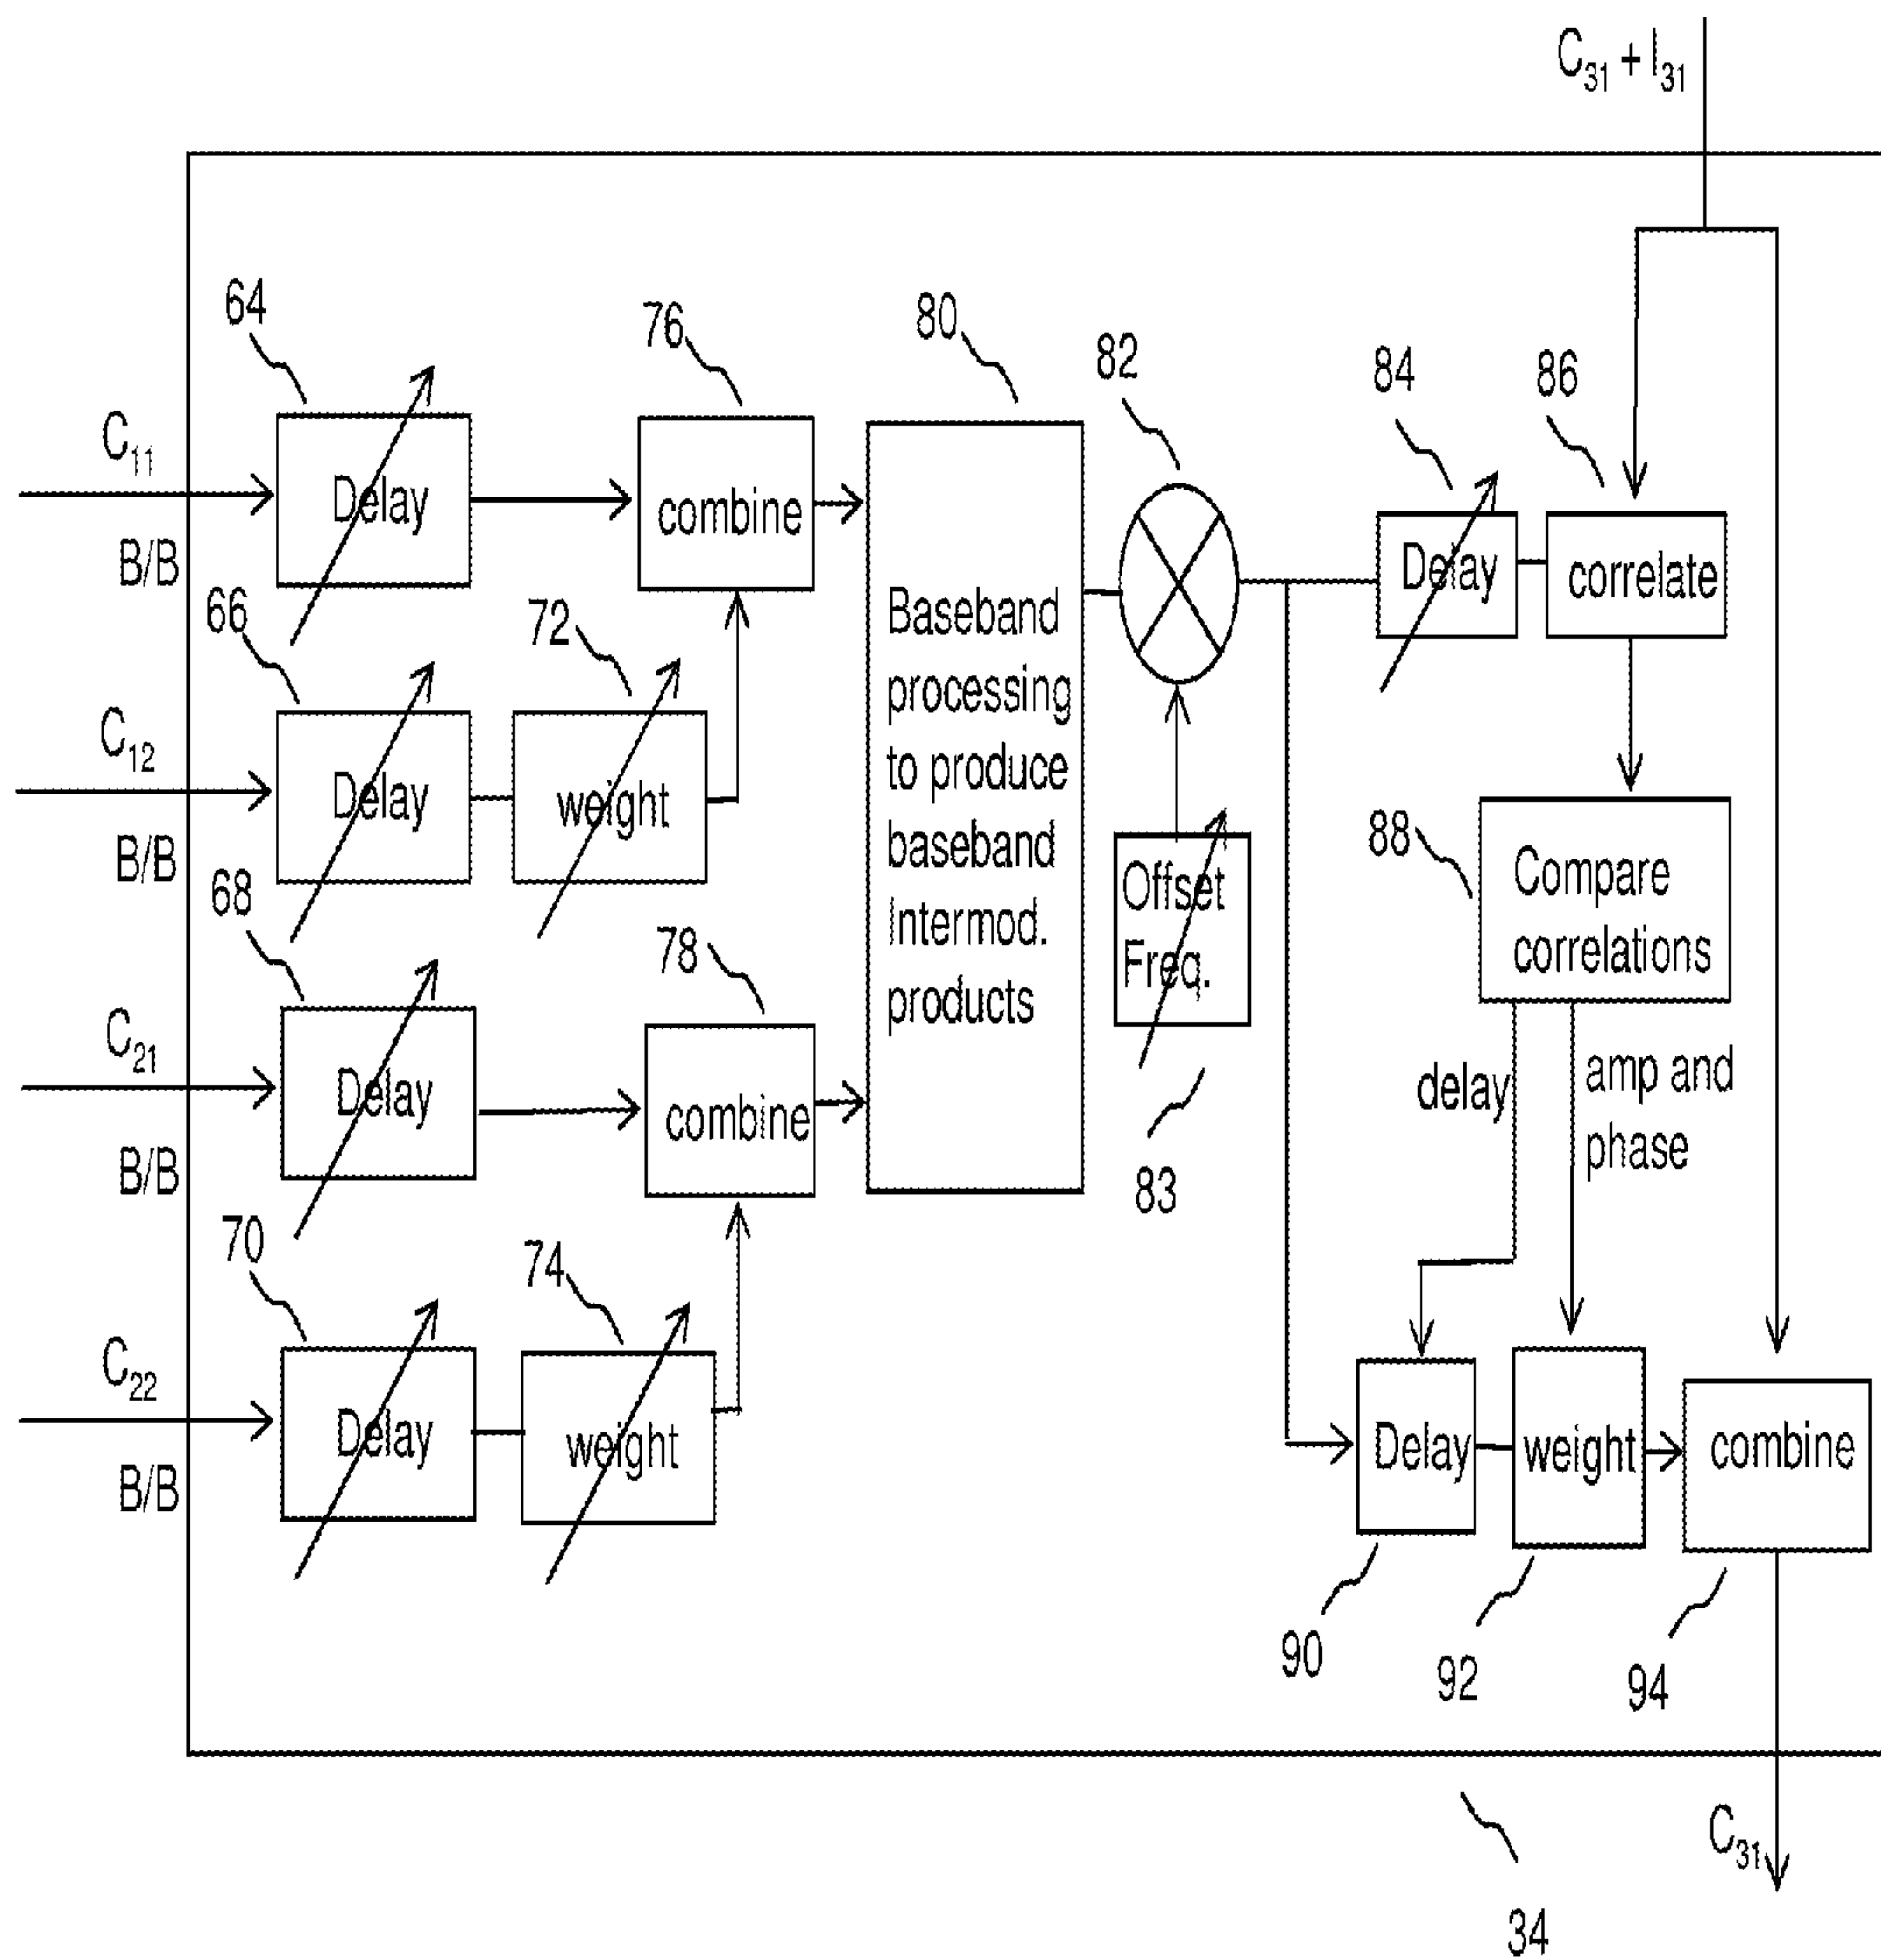 C31 + I31
64
76
80
82
84
86
C11
B/B
Delay
combine
Delay
correlate
66
72
C12
B/B
Delay
weight
Baseband
processing
to produce
baseband
Intermod.
products
Offset
Freq.
83
88
Compare
correlations
delay
amp and
phase
68
78
C21
B/B
Delay
combine
70
74
C22
B/B
Delay
weight
Delay
weight
combine
90
92
94
C31
34